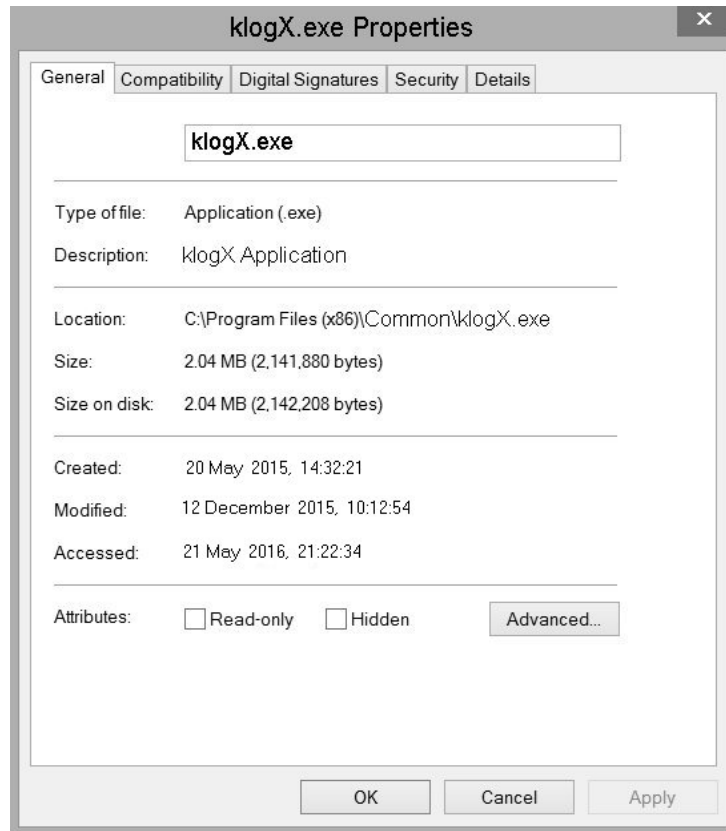 klogX.exe Properties
×
General Compatibility Digital Signatures Security Details
klogX.exe
Type of file: Application (.exe)
Description: klogX Application
Location: C:\Program Files (x86)\Common\klogX.exe
Size: 2.04 MB (2,141,880 bytes)
Size on disk: 2.04 MB (2,142,208 bytes)
Created: 20 May 2015, 14:32:21
Modified: 12 December 2015, 10:12:54
Accessed: 21 May 2016, 21:22:34
Attributes: Read-only Hidden Advanced...
OK Cancel Apply